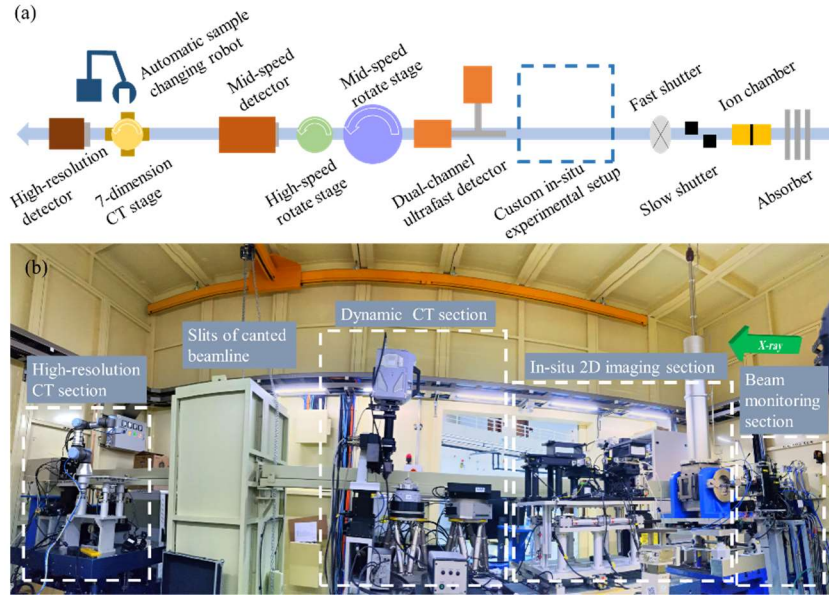 (a)
Automatic sample
changing robot
Mid-speed
detector
Mid-speed
rotate stage
Fast shutter
Ion chamber
High-resolution
detector
7-dimension
CT stage
High-speed
rotate stage
Dual-channel
ultrafast detector
Custom in-situ
experimental setup
Slow shutter
Absorber
(b)
Dynamic CT section
Slits of canted
beamline
High-resolution
CT section
In-situ 2D imaging section
X-ray
Beam
monitoring
section